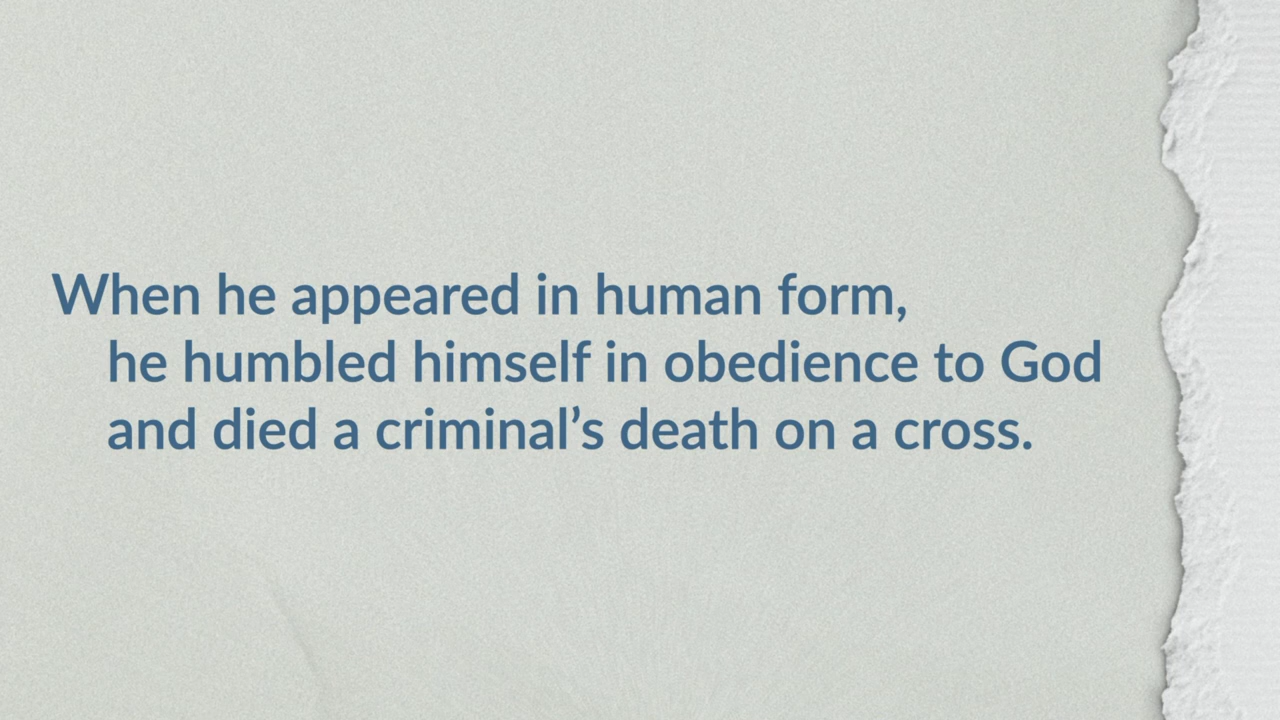 When he appeared in human form,
he humbled himself in obedience to God
and died a criminal’s death on a cross.